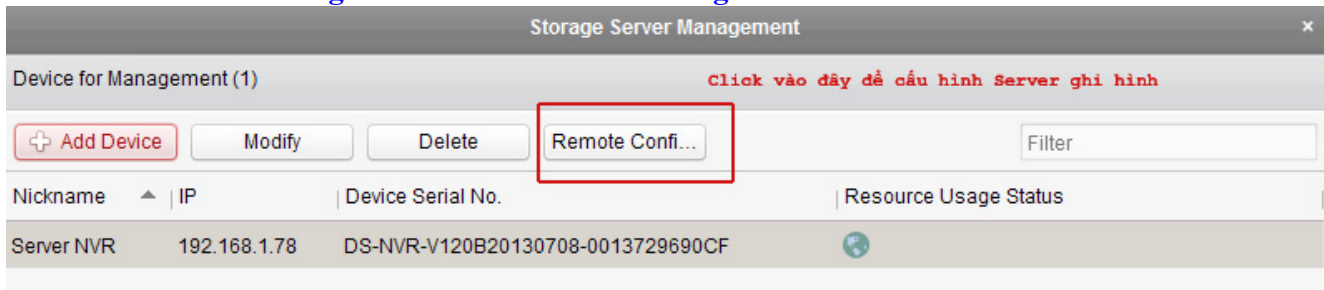 Storage Server Management ×
Device for Management (1) Click vào đây để cấu hình Server ghi hình
Add Device Modify Delete Remote Confi... Filter
Nickname IP Device Serial No. Resource Usage Status
Server NVR 192.168.1.78 DS-NVR-V120B20130708-0013729690CF